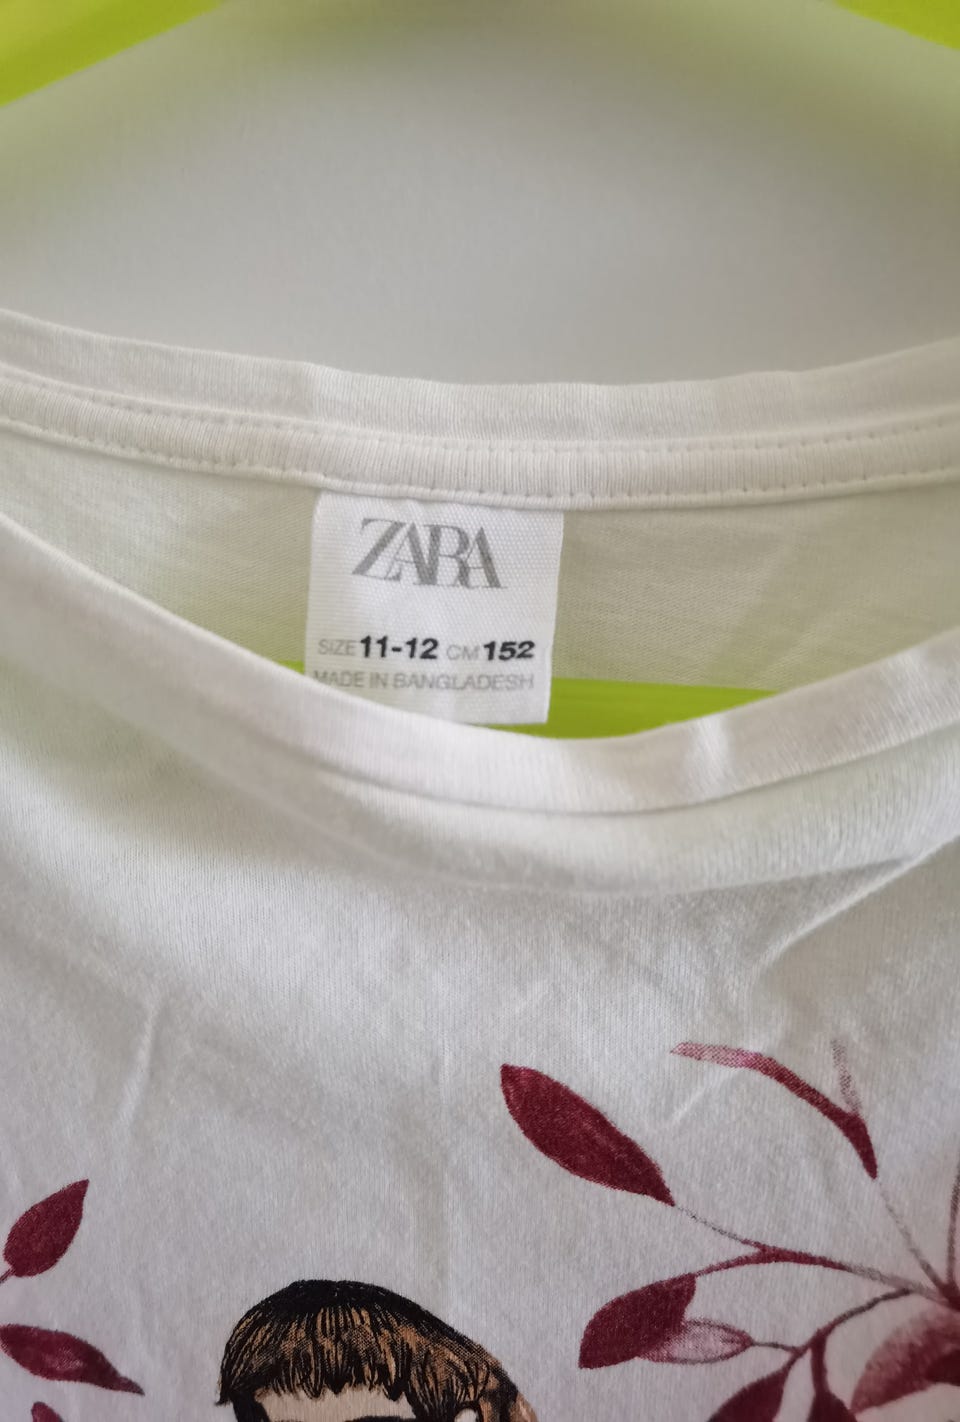 ZARA
SIZE 11-12 CM 152
MADE IN BANGLADESH